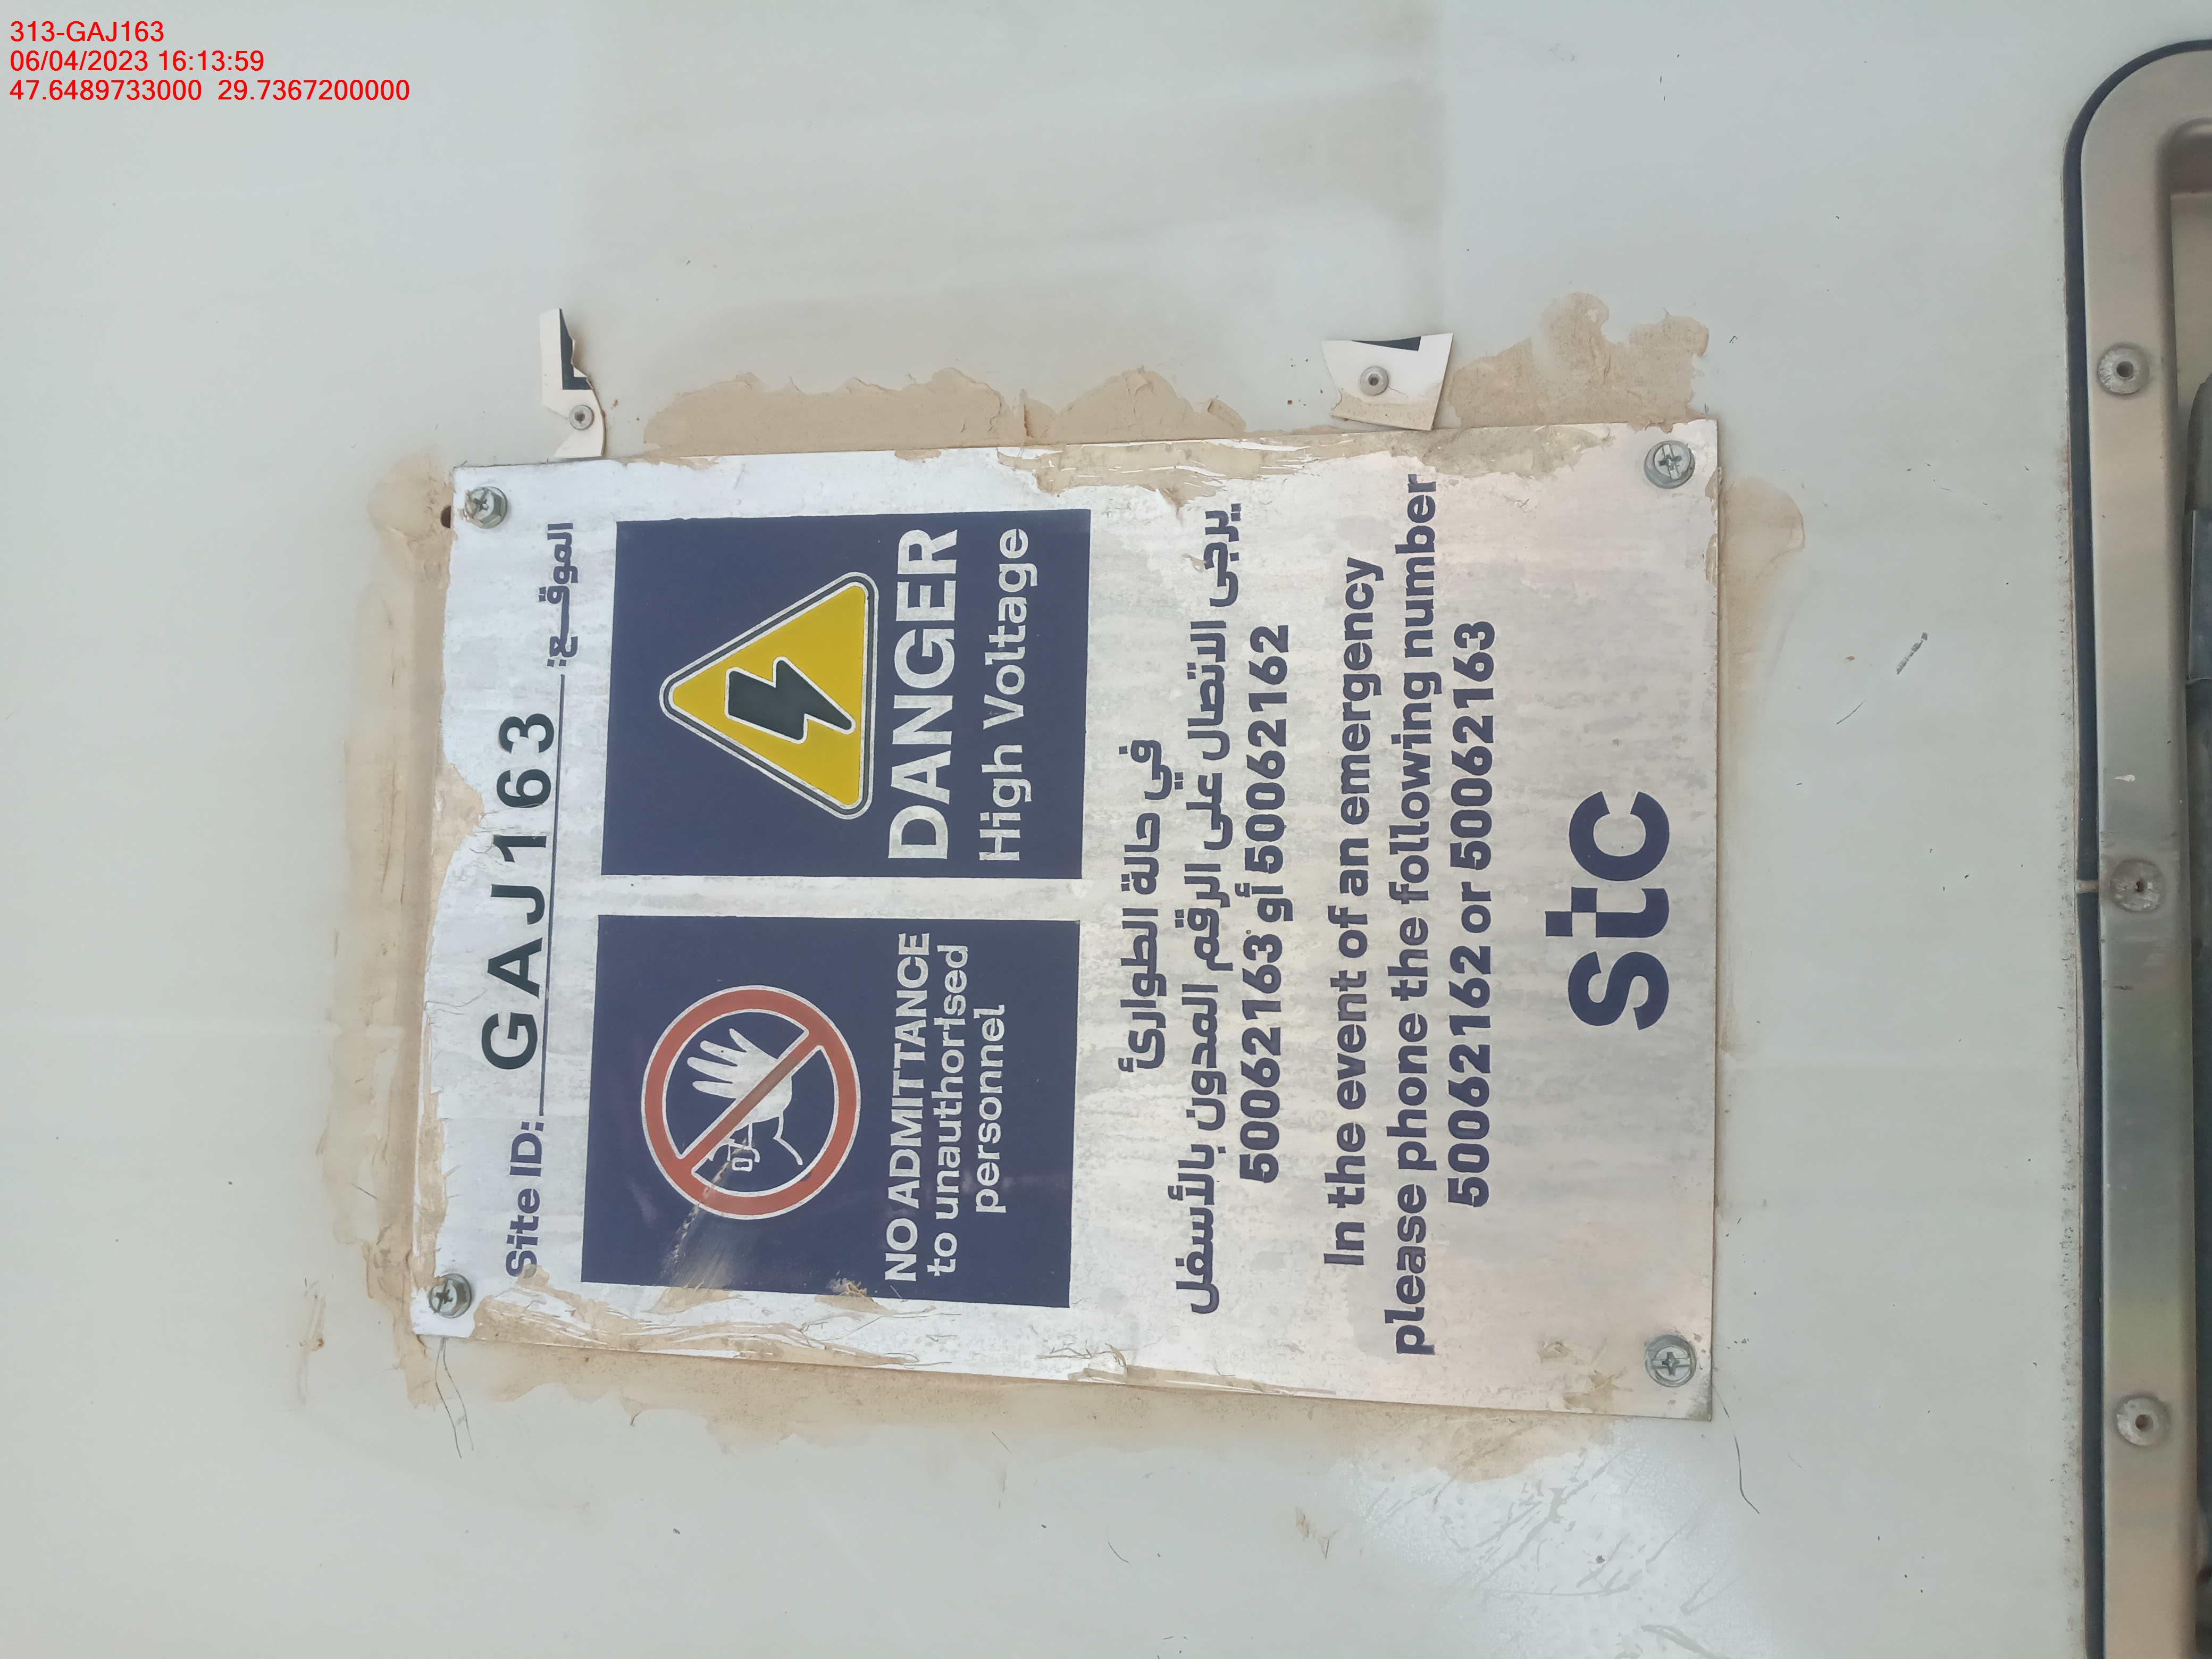 313-GAJ163
06/04/2023 16:13:59
47.6489733000 29.7367200000
Site ID: GAJ163 الموقـــع:
NO ADMITTANCE
to unauthorised
personnel
DANGER
High Voltage
في حالة الطوارئ
يرجى الاتصال على الرقم المدون بالأسفل
50062163 أو 50062162
In the event of an emergency
please phone the following number
50062162 or 50062163
stc